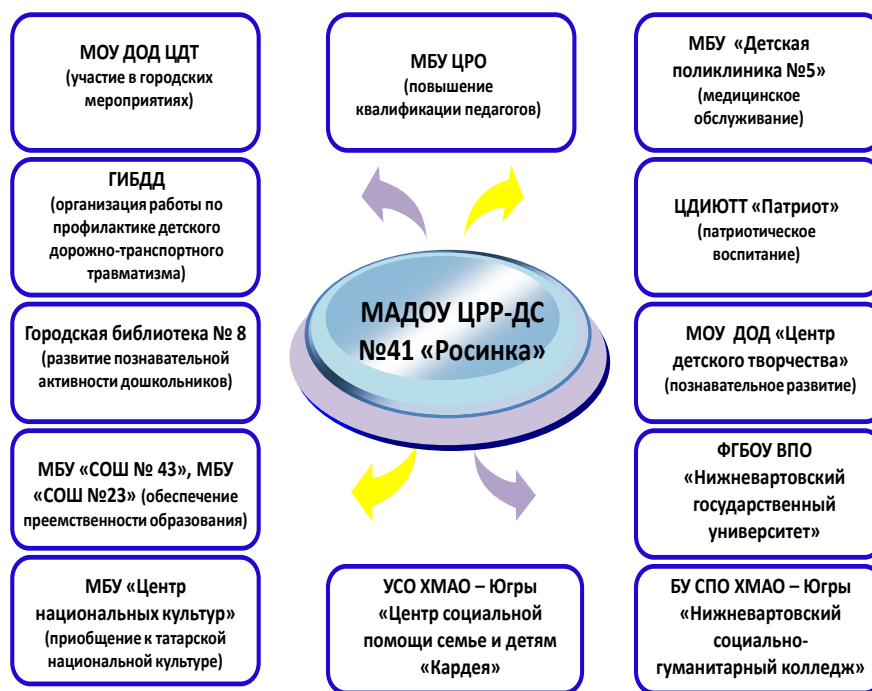 МОУ ДОД ЦДТ
(участие в городских
мероприятиях)
МБУ ЦРО
(повышение
квалификации педагогов)
МБУ «Детская
поликлиника №5»
(медицинское
обслуживание)
ГИБДД
(организация работы по
профилактике детского
дорожно-транспортного
травматизма)
ЦДИЮТТ «Патриот»
(патриотическое
воспитание)
МАДОУ ЦРР-ДС
№41 «Росинка»
Городская библиотека № 8
(развитие познавательной
активности дошкольников)
МОУ ДОД «Центр
детского творчества»
(познавательное развитие)
МБУ «СОШ № 43», МБУ
«СОШ №23» (обеспечение
преемственности образования)
ФГБОУ ВПО
«Нижневартовский
государственный
университет»
МБУ «Центр
национальных культур»
(приобщение к татарской
национальной культуре)
УСО ХМАО – Югры
«Центр социальной
помощи семье и детям
«Кардея»
БУ СПО ХМАО – Югры
«Нижневартовский
социально-
гуманитарный колледж»